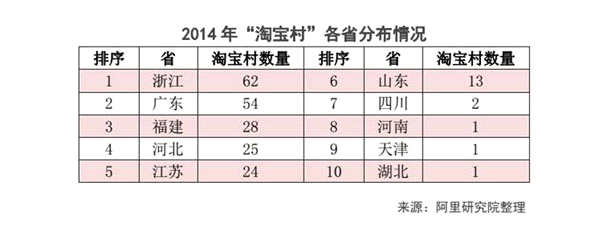 2014 年“淘宝村”各省分布情况
排序 省 淘宝村数量 排序 省 淘宝村数量
1 浙江 62 6 山东 13
2 广东 54 7 四川 2
3 福建 28 8 河南 1
4 河北 25 9 天津 1
5 江苏 24 10 湖北 1
来源：阿里研究院整理